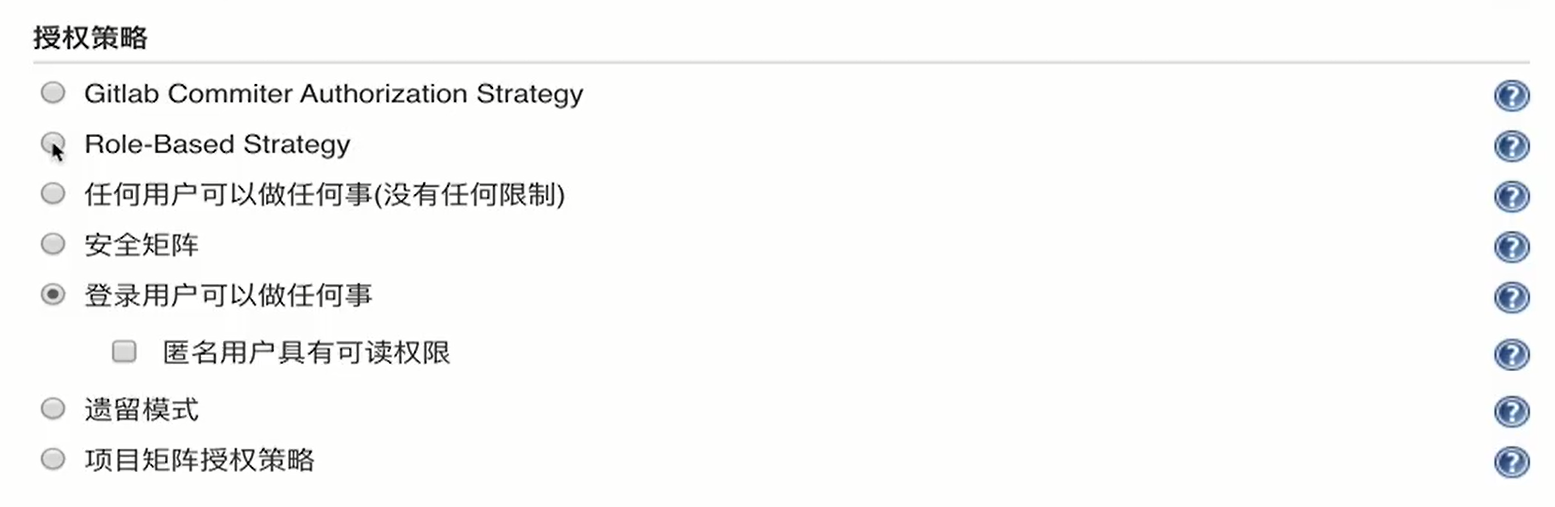 授权策略
Gitlab Commiter Authorization Strategy
Role-Based Strategy
任何用户可以做任何事(没有任何限制)
安全矩阵
登录用户可以做任何事
匿名用户具有可读权限
遗留模式
项目矩阵授权策略